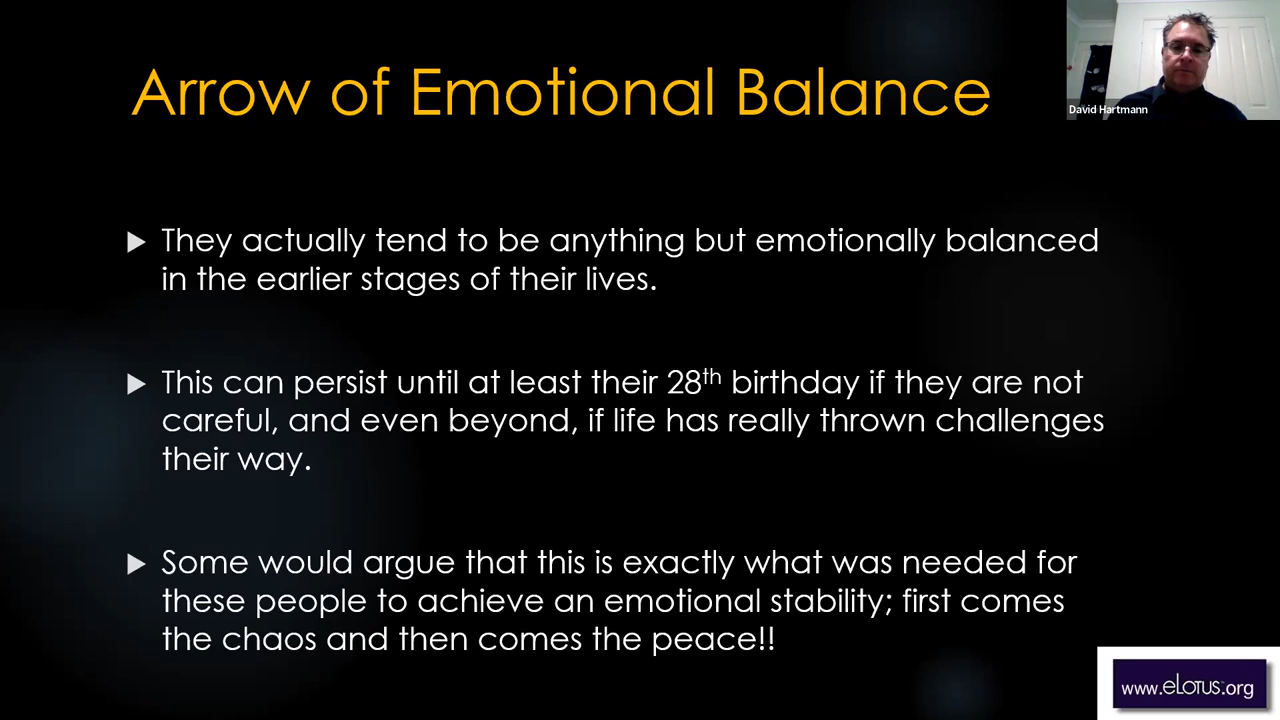 Arrow of Emotional Balance
David Hartmann
▶ They actually tend to be anything but emotionally balanced
in the earlier stages of their lives.
▶ This can persist until at least their 28th birthday if they are not
careful, and even beyond, if life has really thrown challenges
their way.
▶ Some would argue that this is exactly what was needed for
these people to achieve an emotional stability; first comes
the chaos and then comes the peace!!
www.eLotus.org